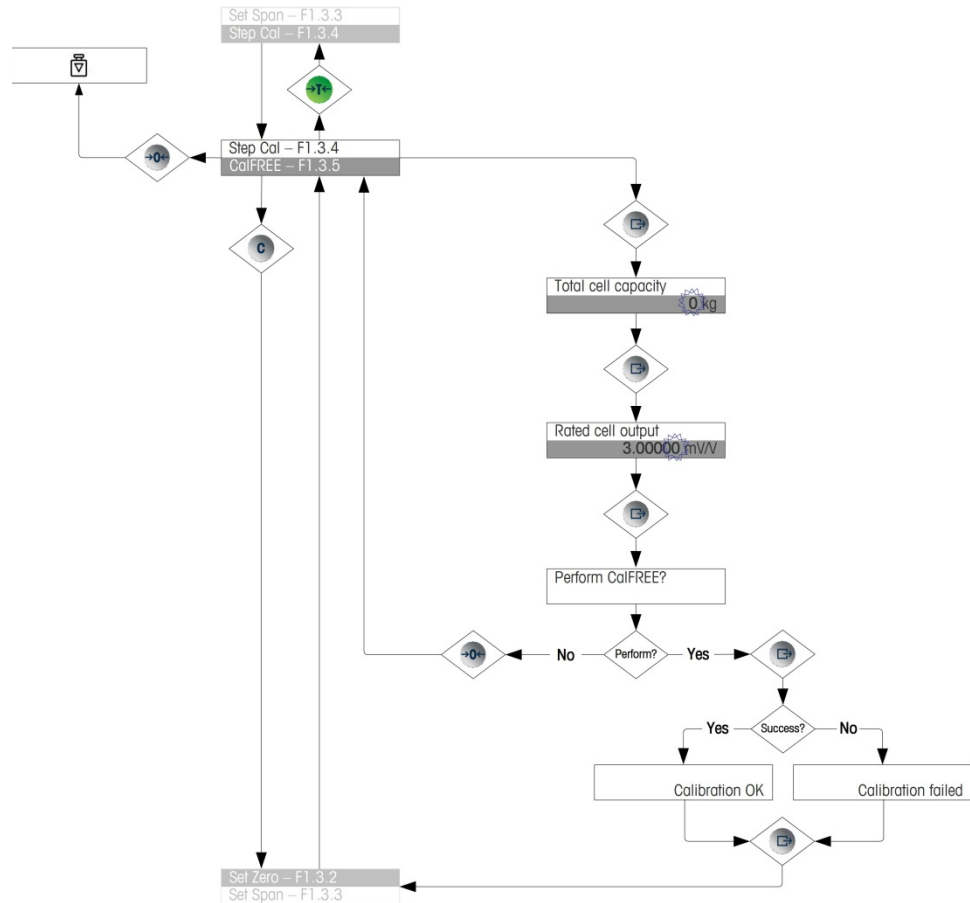 Set Span – F1.3.3
Step Cal – F1.3.4
→T←
Step Cal – F1.3.4
CalFREE – F1.3.5
→0←
C
Total cell capacity
0 kg
Rated cell output
3.00000 mV/V
Perform CalFREE?
→0←
No
Perform?
Yes
Yes
Success?
No
Calibration OK
Calibration failed
Set Zero – F1.3.2
Set Span – F1.3.3